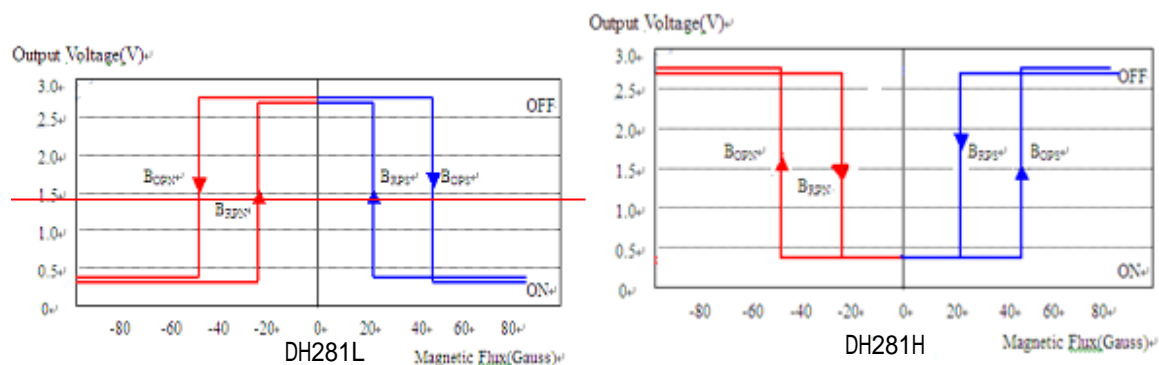 Output Voltage(V)
3.0
2.5
2.0
1.5
1.0
0.5
0
OFF
BOPN
BRPN
BRPS
BOPS
ON
-80 -60 -40 -20 0 20 40 60 80
DH281L
Magnetic Flux(Gauss)
Output Voltage(V)
3.0
2.5
2.0
1.5
1.0
0.5
0
OFF
BOPN
BRPN
BRPS
BOPS
ON
-80 -60 -40 -20 0 20 40 60 80
DH281H
Magnetic Flux(Gauss)